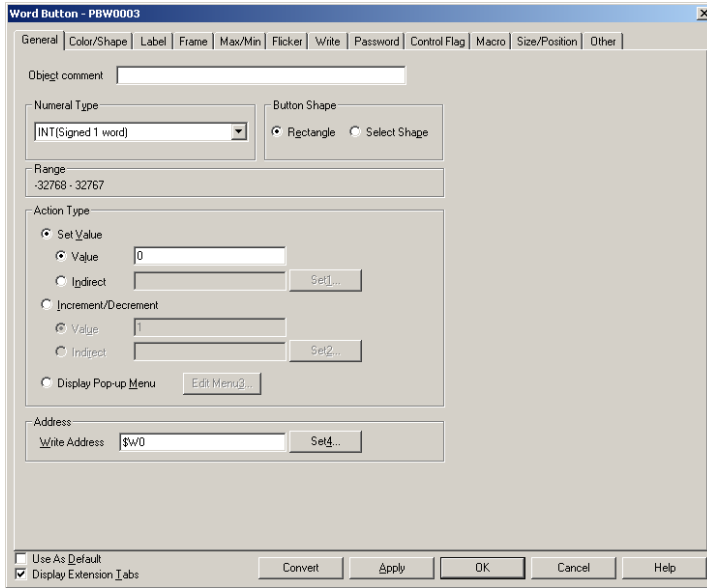 Word Button - PBW0003
General Color/Shape Label Frame Max/Min Flicker Write Password Control Flag Macro Size/Position Other
Object comment
Numeral Type
Button Shape
INT(Signed 1 word)
Rectangle Select Shape
Range
-32768 - 32767
Action Type
Set Value
Value 0
Indirect Set1...
Increment/Decrement
Value 1
Indirect Set2...
Display Pop-up Menu Edit Menu3...
Address
Write Address $W0 Set4...
Use As Default
Display Extension Tabs
Convert Apply OK Cancel Help